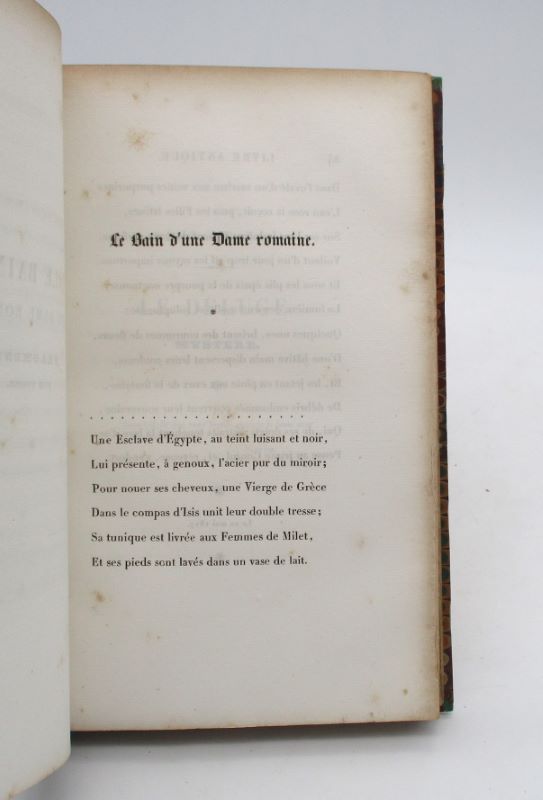 Le Bain d'une Dame romaine.
. . . . . . . . . . . . . . . . . . . . . .
Une Esclave d'Égypte, au teint luisant et noir,
Lui présente, à genoux, l'acier pur du miroir;
Pour nouer ses cheveux, une Vierge de Grèce
Dans le compas d'Isis unit leur double tresse;
Sa tunique est livrée aux Femmes de Milet,
Et ses pieds sont lavés dans un vase de lait.